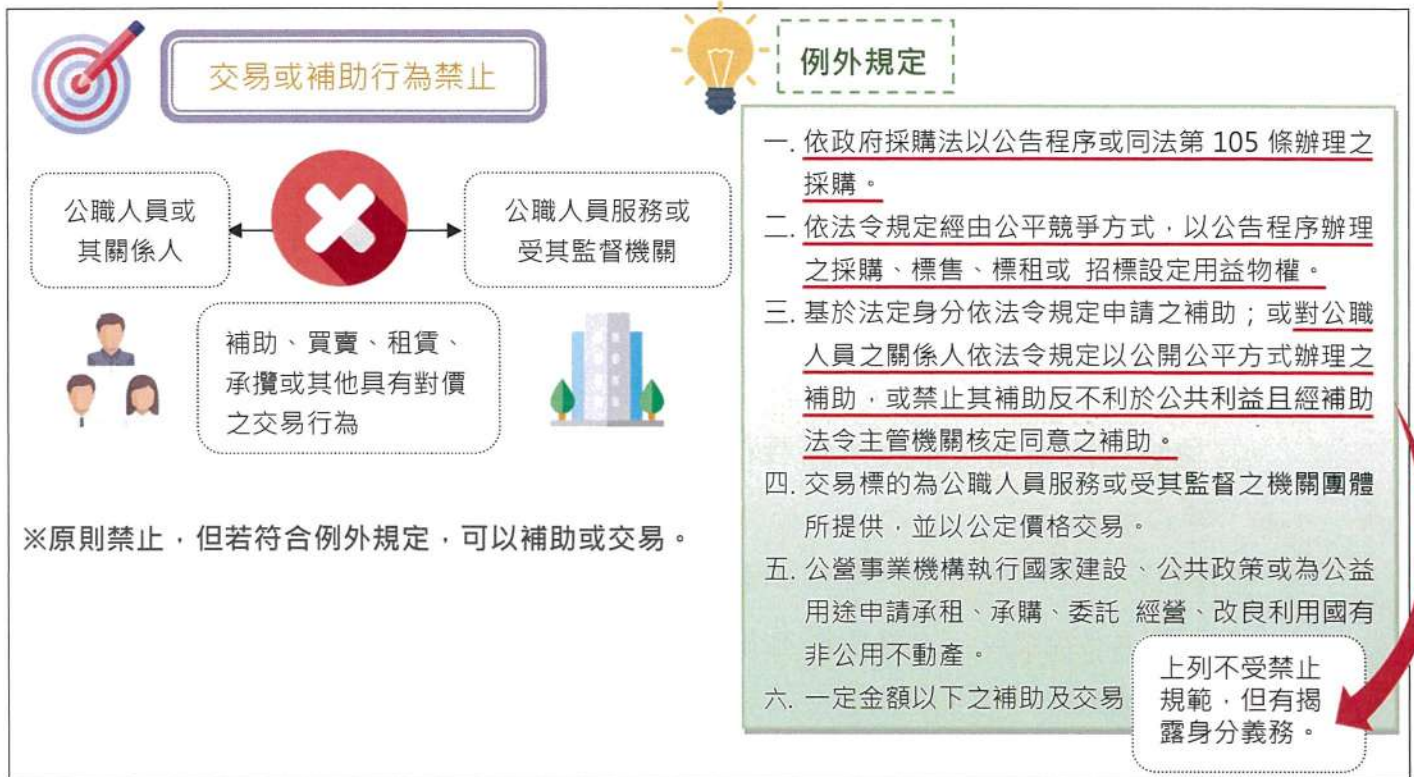 交易或補助行為禁止
公職人員或
其關係人
公職人員服務或
受其監督機關
補助、買賣、租賃、
承攬或其他具有對價
之交易行為
※原則禁止，但若符合例外規定，可以補助或交易。
例外規定
一. 依政府採購法以公告程序或同法第 105 條辦理之
採購。
二. 依法令規定經由公平競爭方式，以公告程序辦理
之採購、標售、標租或 招標設定用益物權。
三. 基於法定身分依法令規定申請之補助；或對公職
人員之關係人依法令規定以公開公平方式辦理之
補助，或禁止其補助反不利於公共利益且經補助
法令主管機關核定同意之補助。
四. 交易標的為公職人員服務或受其監督之機關團體
所提供，並以公定價格交易。
五. 公營事業機構執行國家建設、公共政策或為公益
用途申請承租、承購、委託 經營、改良利用國有
非公用不動產。
六. 一定金額以下之補助及交易
上列不受禁止
規範，但有揭
露身分義務。